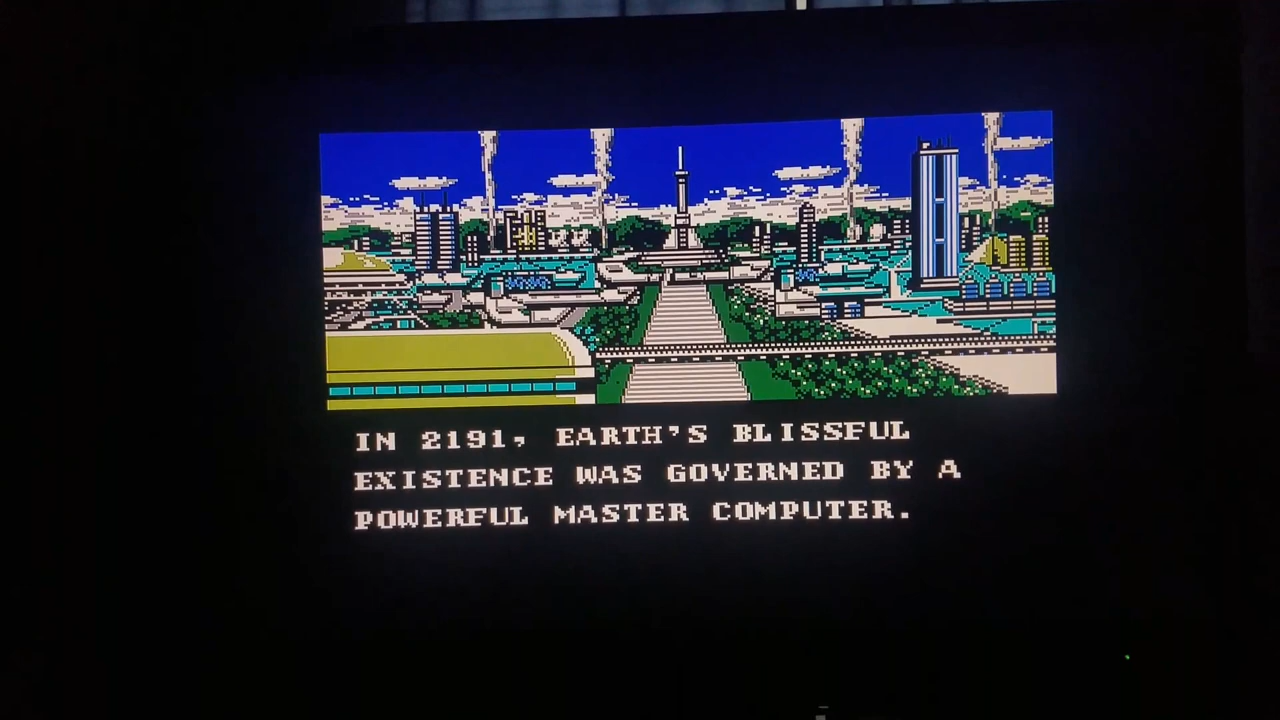 IN 2191, EARTH'S BLISSFUL
EXISTENCE WAS GOVERNED BY A
POWERFUL MASTER COMPUTER.